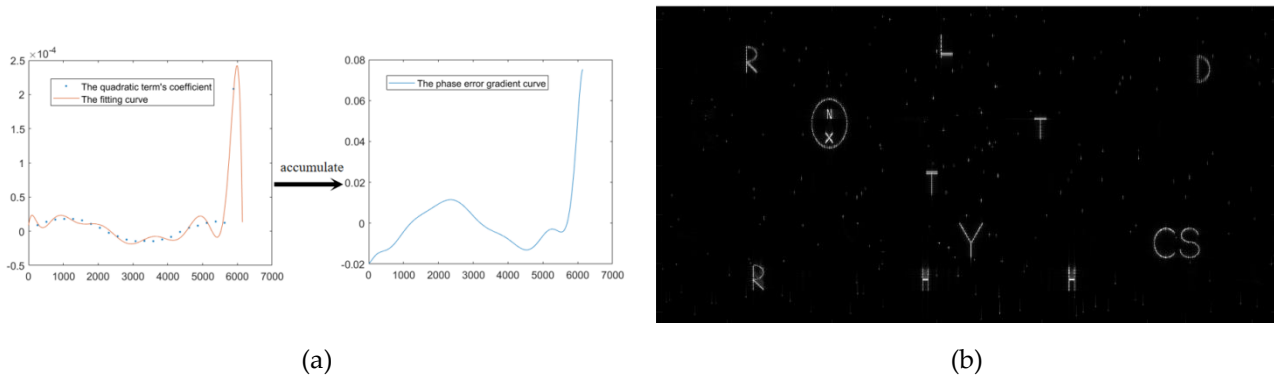 ×10⁻⁴
2.5
2
1.5
1
0.5
0
-0.5
0 1000 2000 3000 4000 5000 6000 7000
The quadratic term's coefficient
The fitting curve
accumulate
0.08
0.06
0.04
0.02
0
-0.02
0 1000 2000 3000 4000 5000 6000 7000
The phase error gradient curve
R L D
N
X T
T
Y CS
R H H
(a) (b)